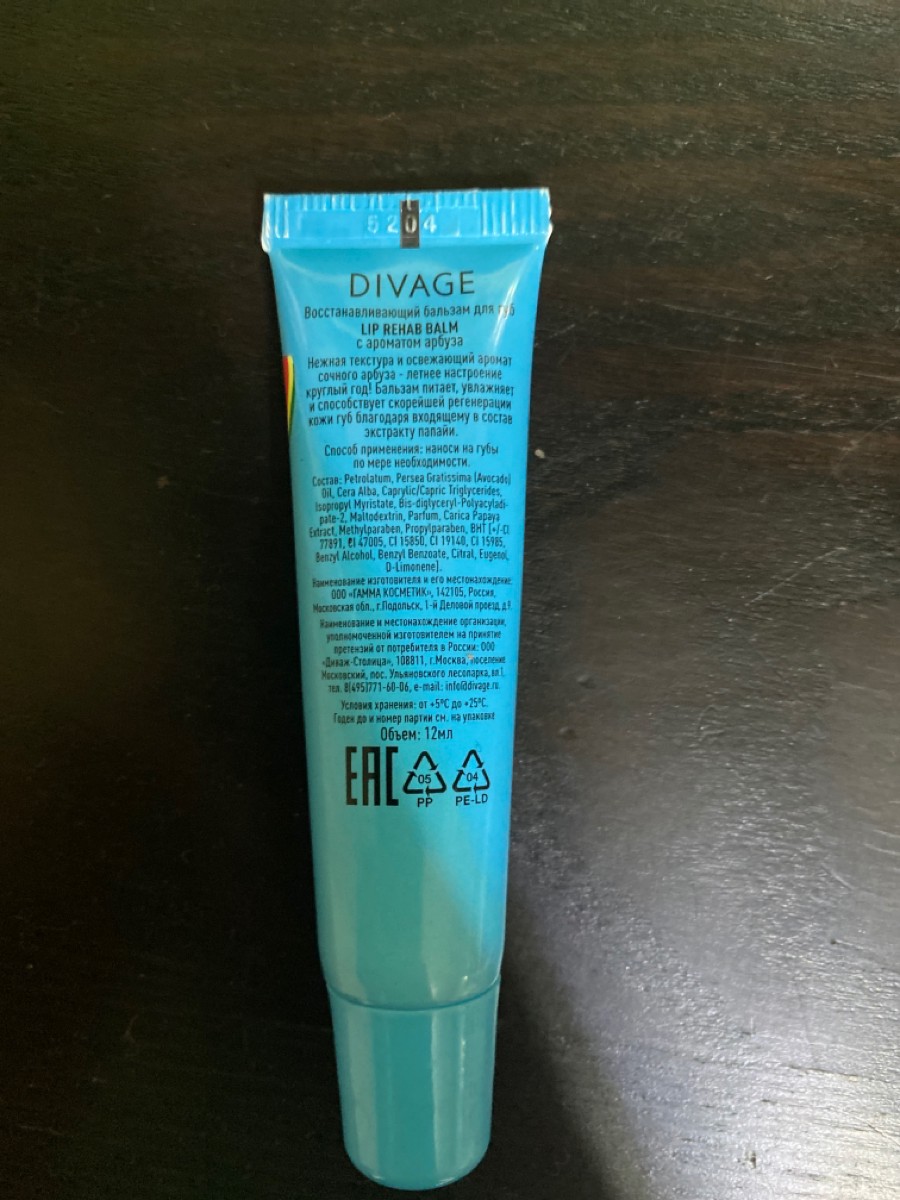 5204
DIVAGE
Восстанавливающий бальзам для губ
LIP REHAB BALM
с ароматом арбуза
Нежная текстура и освежающий аромат
сочного арбуза - летнее настроение
круглый год! Бальзам питает, увлажняет
и способствует скорейшей регенерации
кожи губ благодаря входящему в состав
экстракту папайи.
Способ применения: наноси на губы
по мере необходимости.
Состав: Petrolatum, Persea Gratissima (Avocado)
Oil, Cera Alba, Caprylic/Capric Triglycerides,
Isopropyl Myristate, Bis-diglyceryl-Polyacyladi-
pate-2, Maltodextrin, Parfum, Carica Papaya
Extract, Methylparaben, Propylparaben, BHT (+/-CI
77891, CI 47005, CI 15850, CI 19140, CI 15985,
Benzyl Alcohol, Benzyl Benzoate, Citral, Eugenol,
D-Limonene).
Наименование изготовителя и его местонахождение:
ООО «ГАММА КОСМЕТИК», 142105, Россия,
Московская обл., г.Подольск, 1-й Деловой проезд, д.9.
Наименование и местонахождение организации,
уполномоченной изготовителем на принятие
претензий от потребителя в России: ООО
«Диваж-Столица», 108811, г.Москва, поселение
Московский, пос. Ульяновского лесопарка, вл.1,
тел. 8(495)771-60-06, e-mail: info@divage.ru
Условия хранения: от +5°С до +25°С.
Годен до и номер партии см. на упаковке
Объем: 12мл
EAC 05 04
PP PE-LD